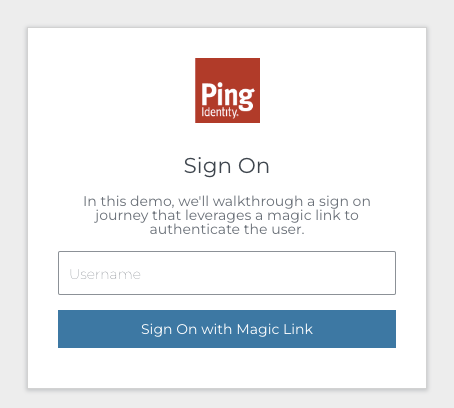 Ping
Identity.
Sign On
In this demo, we'll walkthrough a sign on
journey that leverages a magic link to
authenticate the user.
Username
Sign On with Magic Link